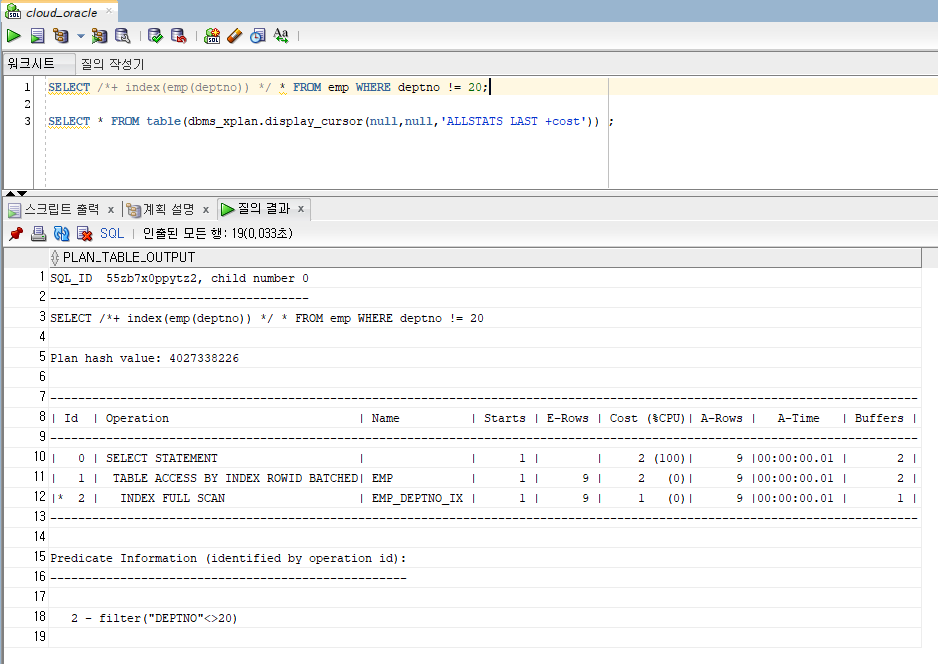 cloud_oracle
워크시트 질의 작성기
1 SELECT /*+ index(emp(deptno)) */ * FROM emp WHERE deptno != 20;
2
3 SELECT * FROM table(dbms_xplan.display_cursor(null,null,'ALLSTATS LAST +cost')) ;
스크립트 출력 x 계획 설명 x 질의 결과 x
SQL | 인출된 모든 행: 19(0,033초)
PLAN_TABLE_OUTPUT
1 SQL_ID  55zb7x0ppytz2, child number 0
2 -------------------------------------
3 SELECT /*+ index(emp(deptno)) */ * FROM emp WHERE deptno != 20
4
5 Plan hash value: 4027338226
6
7 ---------------------------------------------------------------------------------------------------------------------------
8 | Id  | Operation                           | Name          | Starts | E-Rows | Cost (%CPU)| A-Rows |   A-Time   | Buffers |
9 ---------------------------------------------------------------------------------------------------------------------------
10 |   0 | SELECT STATEMENT                    |               |      1 |        |     2 (100)|      9 |00:00:00.01 |       2 |
11 |   1 |  TABLE ACCESS BY INDEX ROWID BATCHED| EMP           |      1 |      9 |     2   (0)|      9 |00:00:00.01 |       2 |
12 |*  2 |   INDEX FULL SCAN                   | EMP_DEPTNO_IX |      1 |      9 |     1   (0)|      9 |00:00:00.01 |       1 |
13 ---------------------------------------------------------------------------------------------------------------------------
14
15 Predicate Information (identified by operation id):
16 ---------------------------------------------------
17
18    2 - filter("DEPTNO"<>20)
19